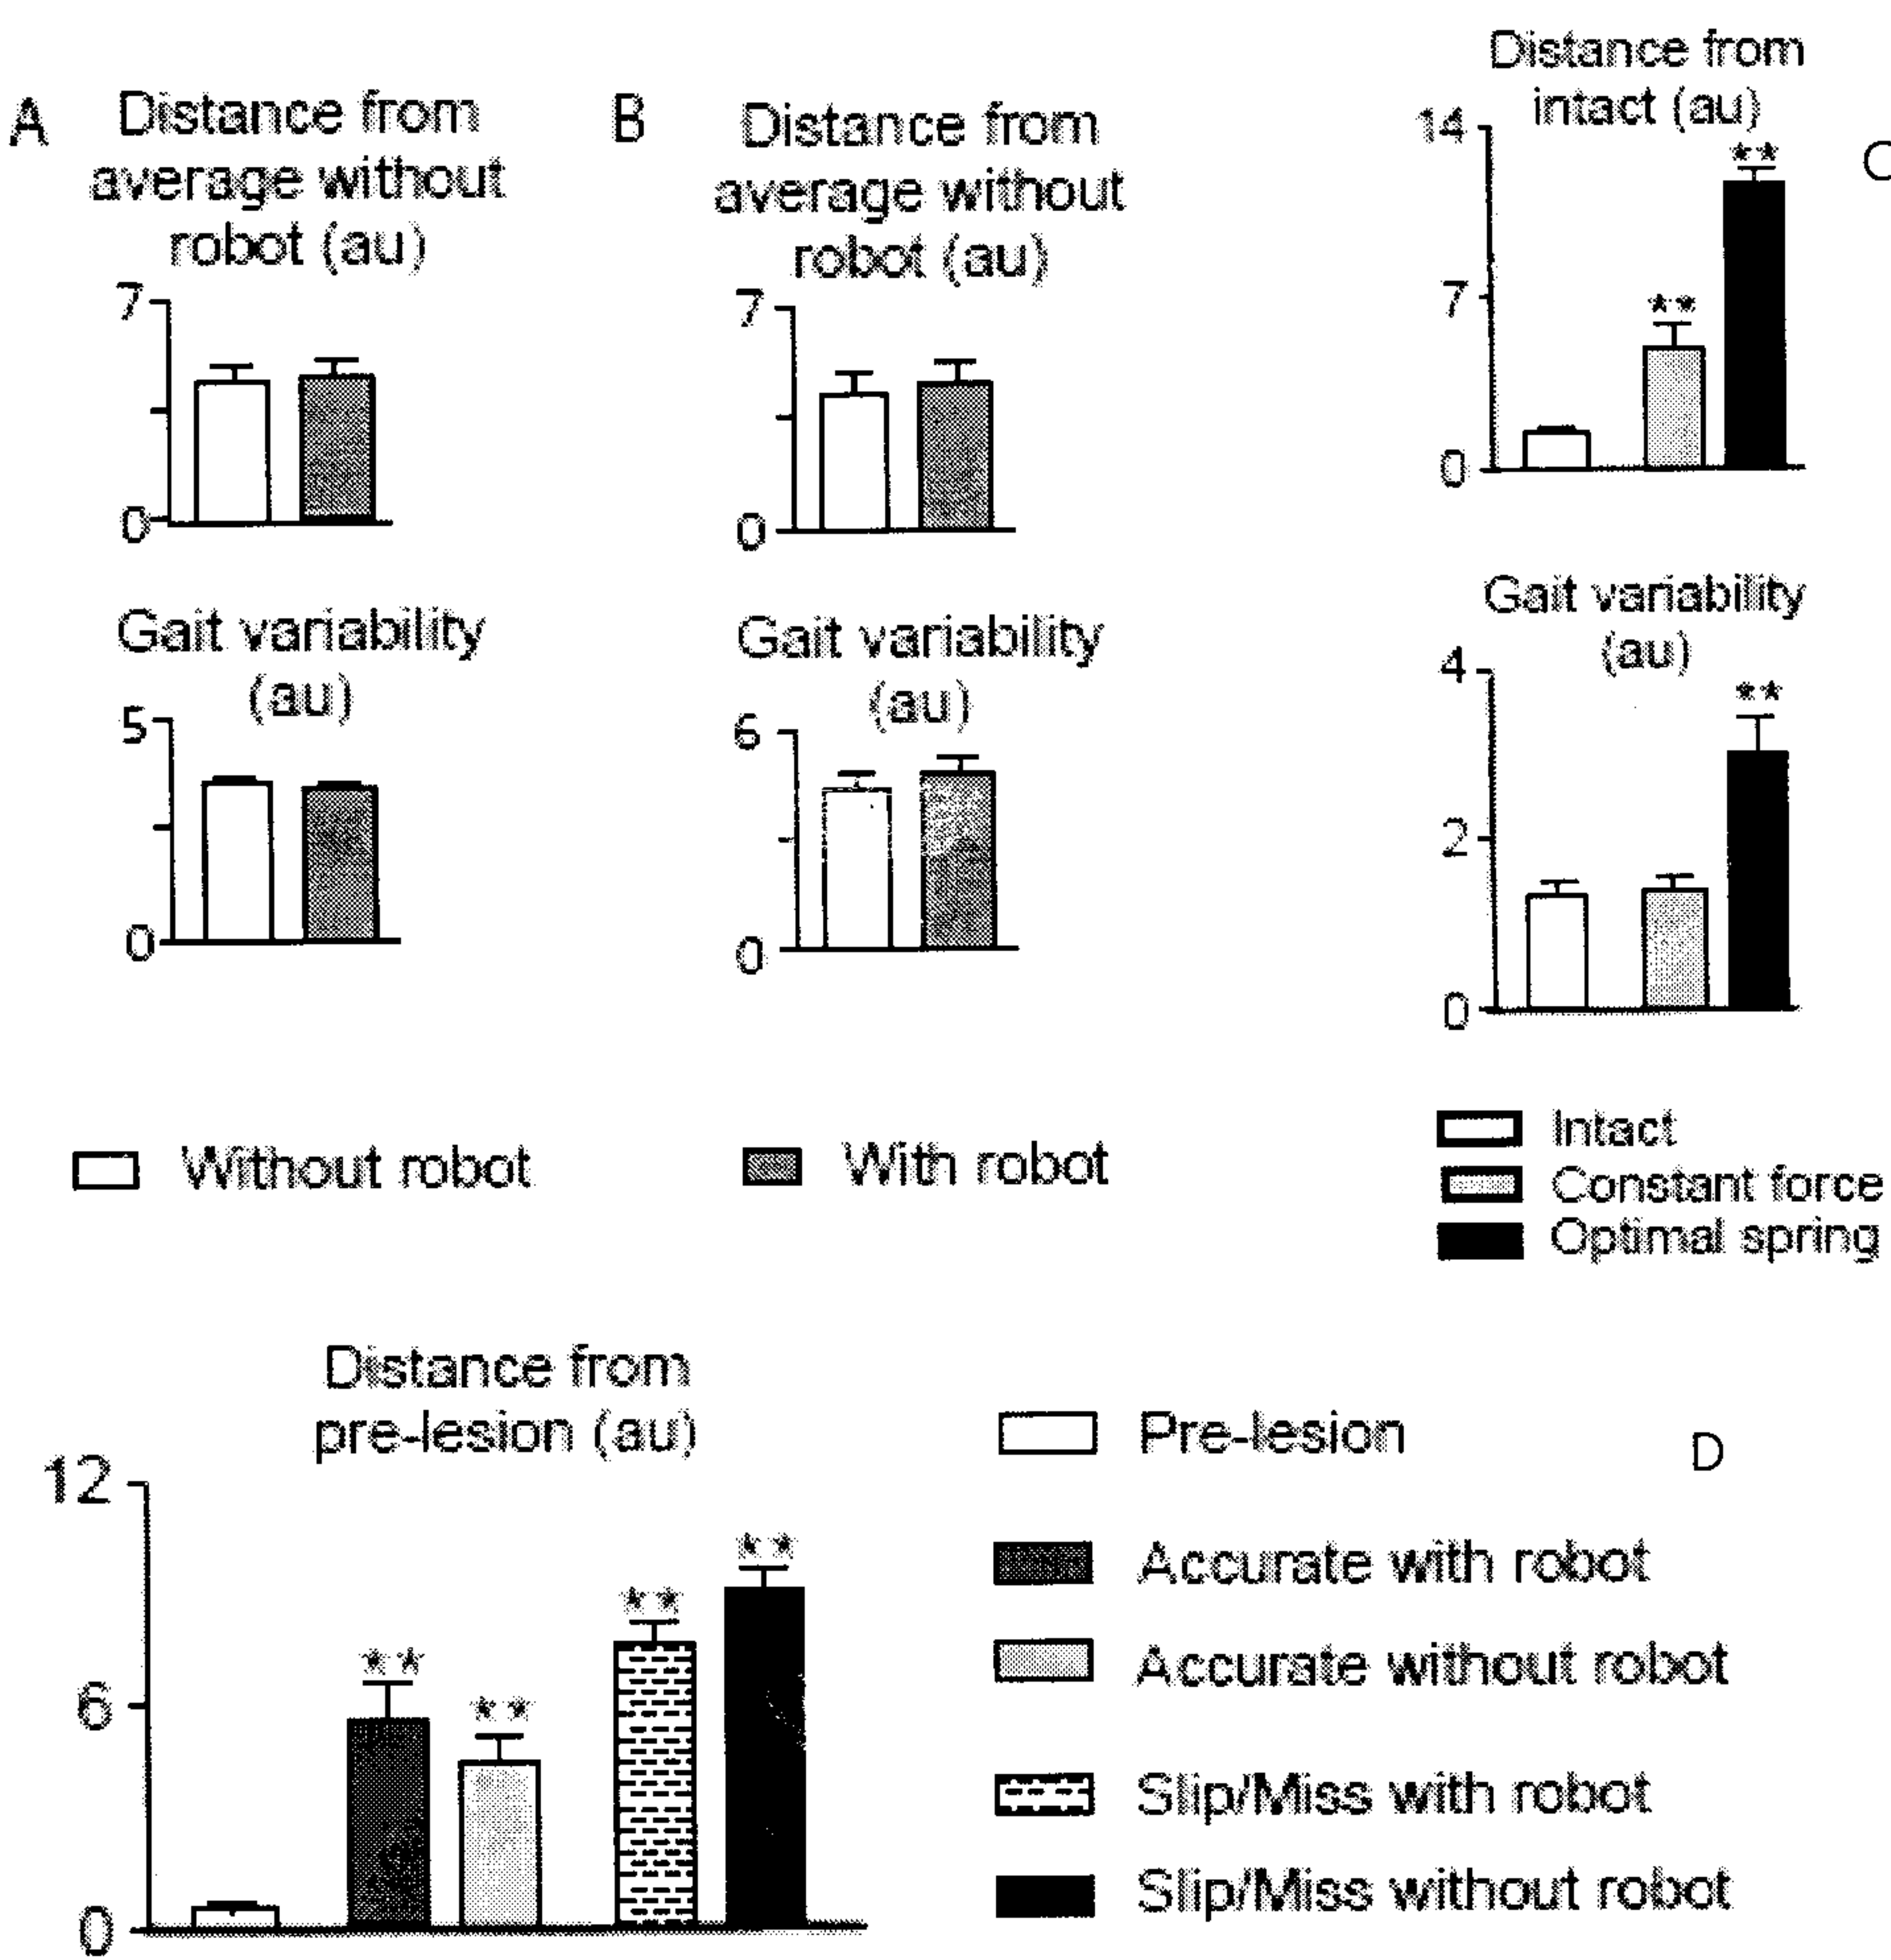 A
Distance from
average without
robot (au)
7
0
Gait variability
(au)
5
0
B
Distance from
average without
robot (au)
7
0
Gait variability
(au)
6
0
Distance from
intact (au)
C
14
**
7
**
0
Gait variability
(au)
4
**
2
0
Without robot
With robot
Intact
Constant force
Optimal spring
Distance from
pre-lesion (au)
12
**
**
**
**
6
0
D
Pre-lesion
Accurate with robot
Accurate without robot
Slip/Miss with robot
Slip/Miss without robot